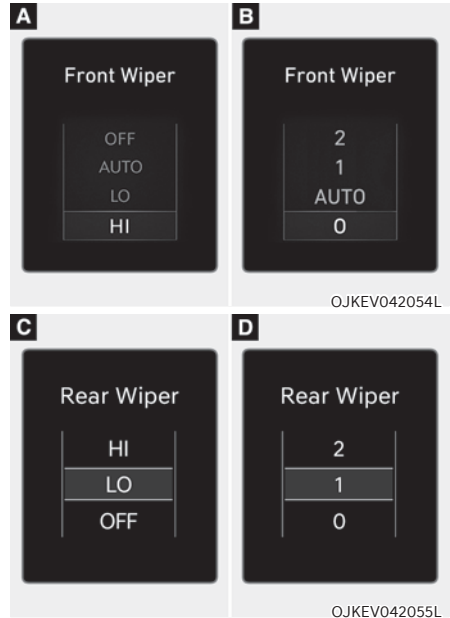 A
Front Wiper
OFF
AUTO
LO
HI
B
Front Wiper
2
1
AUTO
0
OJKEV042054L
C
Rear Wiper
HI
LO
OFF
D
Rear Wiper
2
1
0
OJKEV042055L